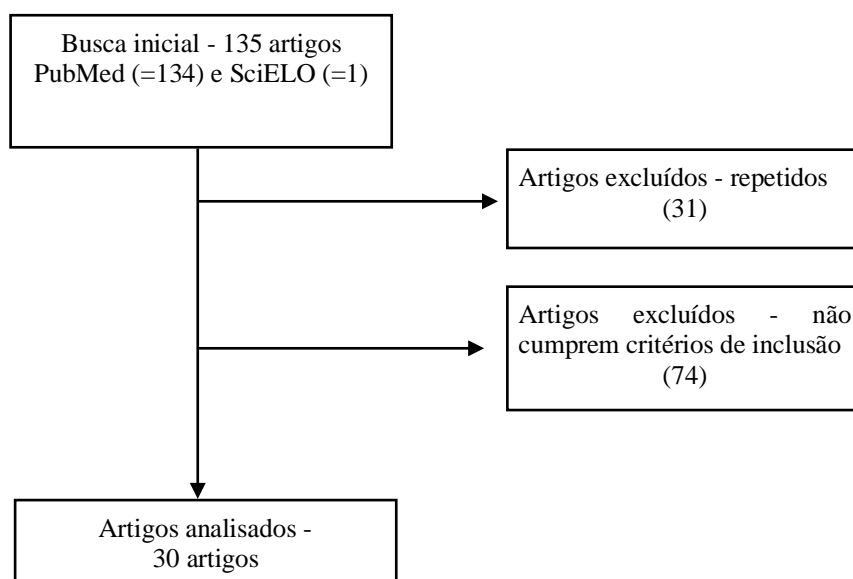 Busca inicial - 135 artigos
PubMed (=134) e SciELO (=1)
Artigos excluídos - repetidos
(31)
Artigos excluídos - não
cumprem critérios de inclusão
(74)
Artigos analisados -
30 artigos